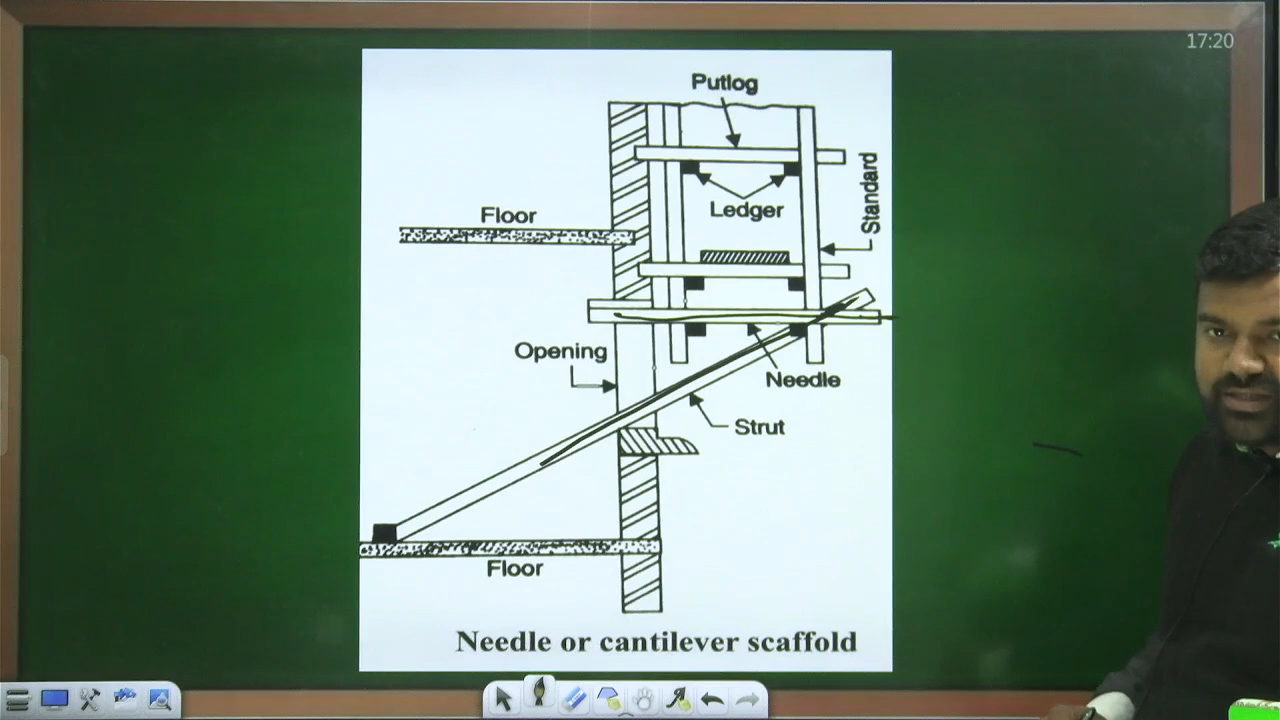 17:20
Putlog
Standard
Ledger
Floor
Opening
Needle
Strut
Floor
Needle or cantilever scaffold